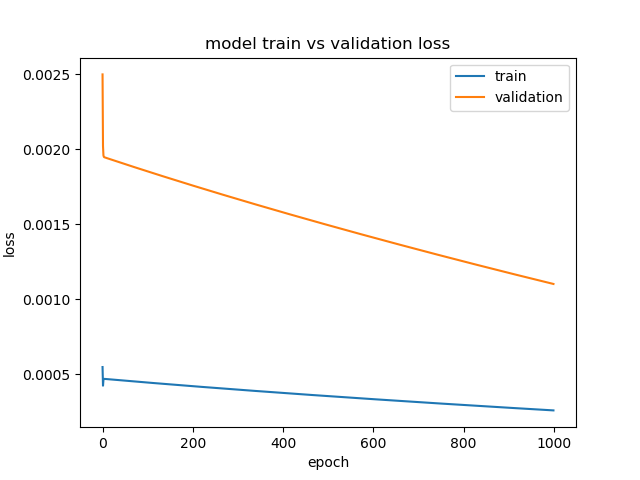 model train vs validation loss
train
validation
0.0025
0.0020
0.0015
0.0010
0.0005
loss
0 200 400 600 800 1000
epoch